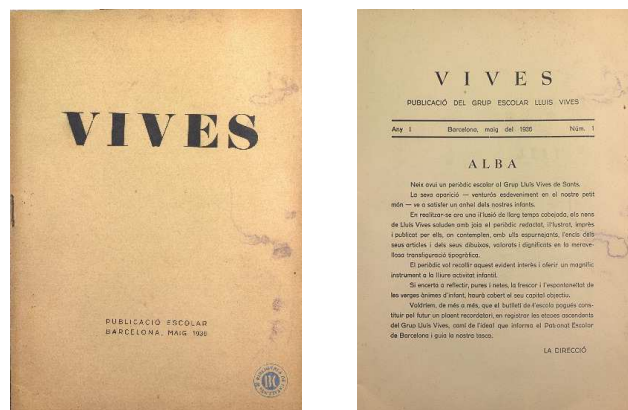 VIVES
PUBLICACIÓ ESCOLAR
BARCELONA, MAIG 1936
VIVES
PUBLICACIÓ DEL GRUP ESCOLAR LLUIS VIVES
Any I Barcelona, maig del 1936 Núm. 1
ALBA
Neix avui un periòdic escolar al Grup Lluís Vives de Sants.
La seva aparició — venturós esdeveniment en el nostre petit
món — ve a satisfer un anhel dels nostres infants.
En realitzar-se ara una il·lusió de llarg temps cobejada, els nens
de Lluís Vives saluden amb joia el periòdic redactat, il·lustrat, imprès
i publicat per ells, on contemplen, amb ulls espurnejants, l'encís dels
seus articles i dels seus dibuixos, valorats i dignificats en la merave-
llosa transfiguració tipogràfica.
El periòdic vol recollir aquest evident interès i oferir un magnífic
instrument a la lliure activitat infantil.
Si encerta a reflectir, pures i netes, la frescor i l'espontaneïtat de
les verges ànimes d'infant, haurà cobert el seu capital objectiu.
Voldríem, de més a més, que el butlletí de l'escola pogués cons-
tituir pel futur un plaent recordatori, en registrar les etapes ascendents
del Grup Lluís Vives, camí de l'ideal que informa el Patronat Escolar
de Barcelona i guia la nostra tasca.
LA DIRECCIÓ